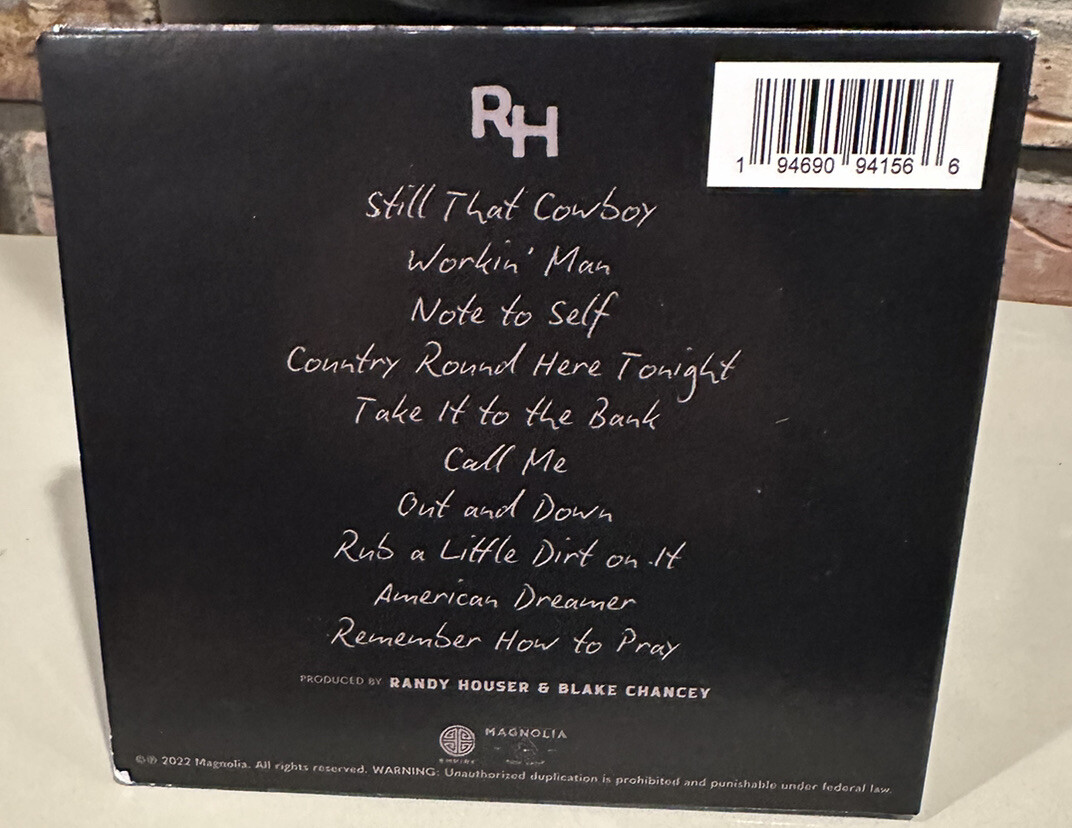 RH
1 94690 94156 6
Still That Cowboy
Workin' Man
Note to Self
Country Round Here Tonight
Take It to the Bank
Call Me
Out and Down
Rub a Little Dirt on It
American Dreamer
Remember How to Pray
PRODUCED BY RANDY HOUSER & BLAKE CHANCEY
MAGNOLIA
EMPIRE
©℗ 2022 Magnolia. All rights reserved. WARNING: Unauthorized duplication is prohibited and punishable under federal law.